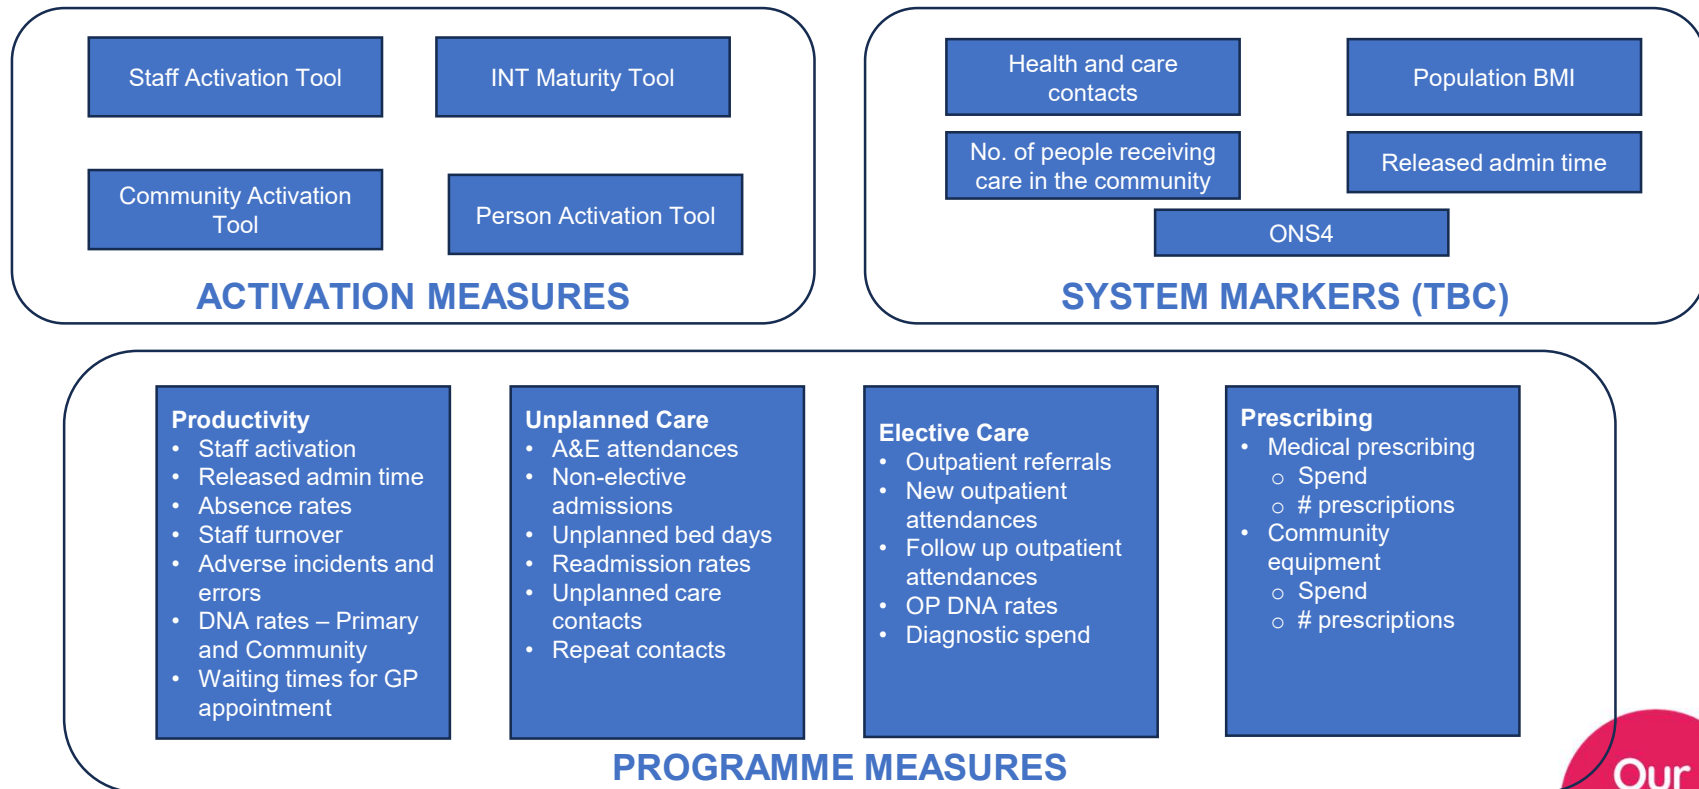 Staff Activation Tool
INT Maturity Tool
Community Activation
Tool
Person Activation Tool
ACTIVATION MEASURES
Health and care
contacts
Population BMI
No. of people receiving
care in the community
Released admin time
ONS4
SYSTEM MARKERS (TBC)
Productivity
• Staff activation
• Released admin time
• Absence rates
• Staff turnover
• Adverse incidents and
errors
• DNA rates – Primary
and Community
• Waiting times for GP
appointment
Unplanned Care
• A&E attendances
• Non-elective
admissions
• Unplanned bed days
• Readmission rates
• Unplanned care
contacts
• Repeat contacts
Elective Care
• Outpatient referrals
• New outpatient
attendances
• Follow up outpatient
attendances
• OP DNA rates
• Diagnostic spend
Prescribing
• Medical prescribing
o Spend
o # prescriptions
• Community
equipment
o Spend
o # prescriptions
PROGRAMME MEASURES
Our